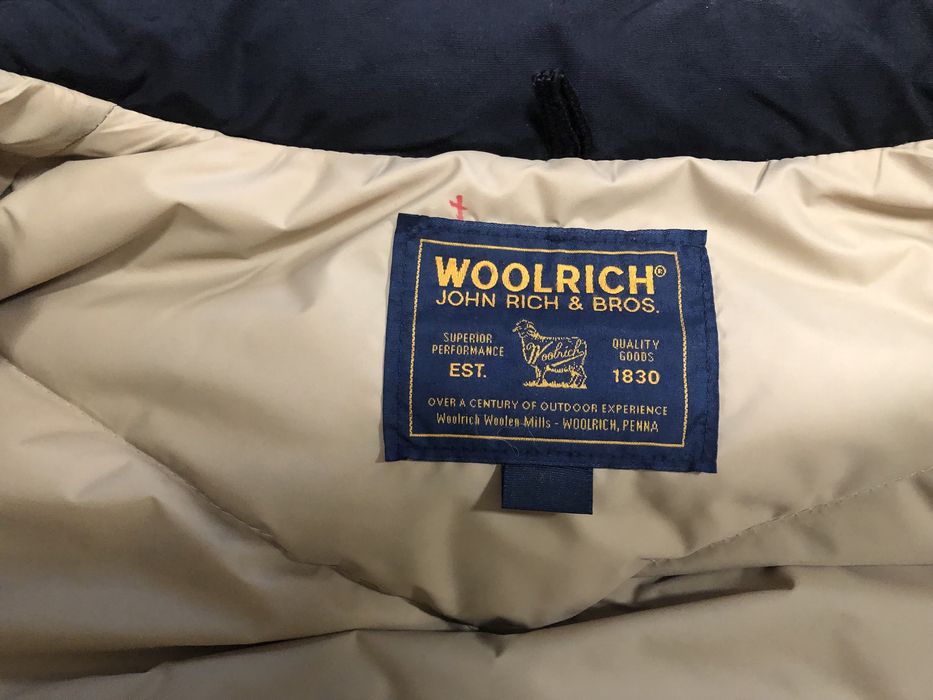 WOOLRICH®
JOHN RICH & BROS.
SUPERIOR PERFORMANCE
Woolrich
QUALITY GOODS
EST.
1830
OVER A CENTURY OF OUTDOOR EXPERIENCE
Woolrich Woolen Mills - WOOLRICH, PENNA